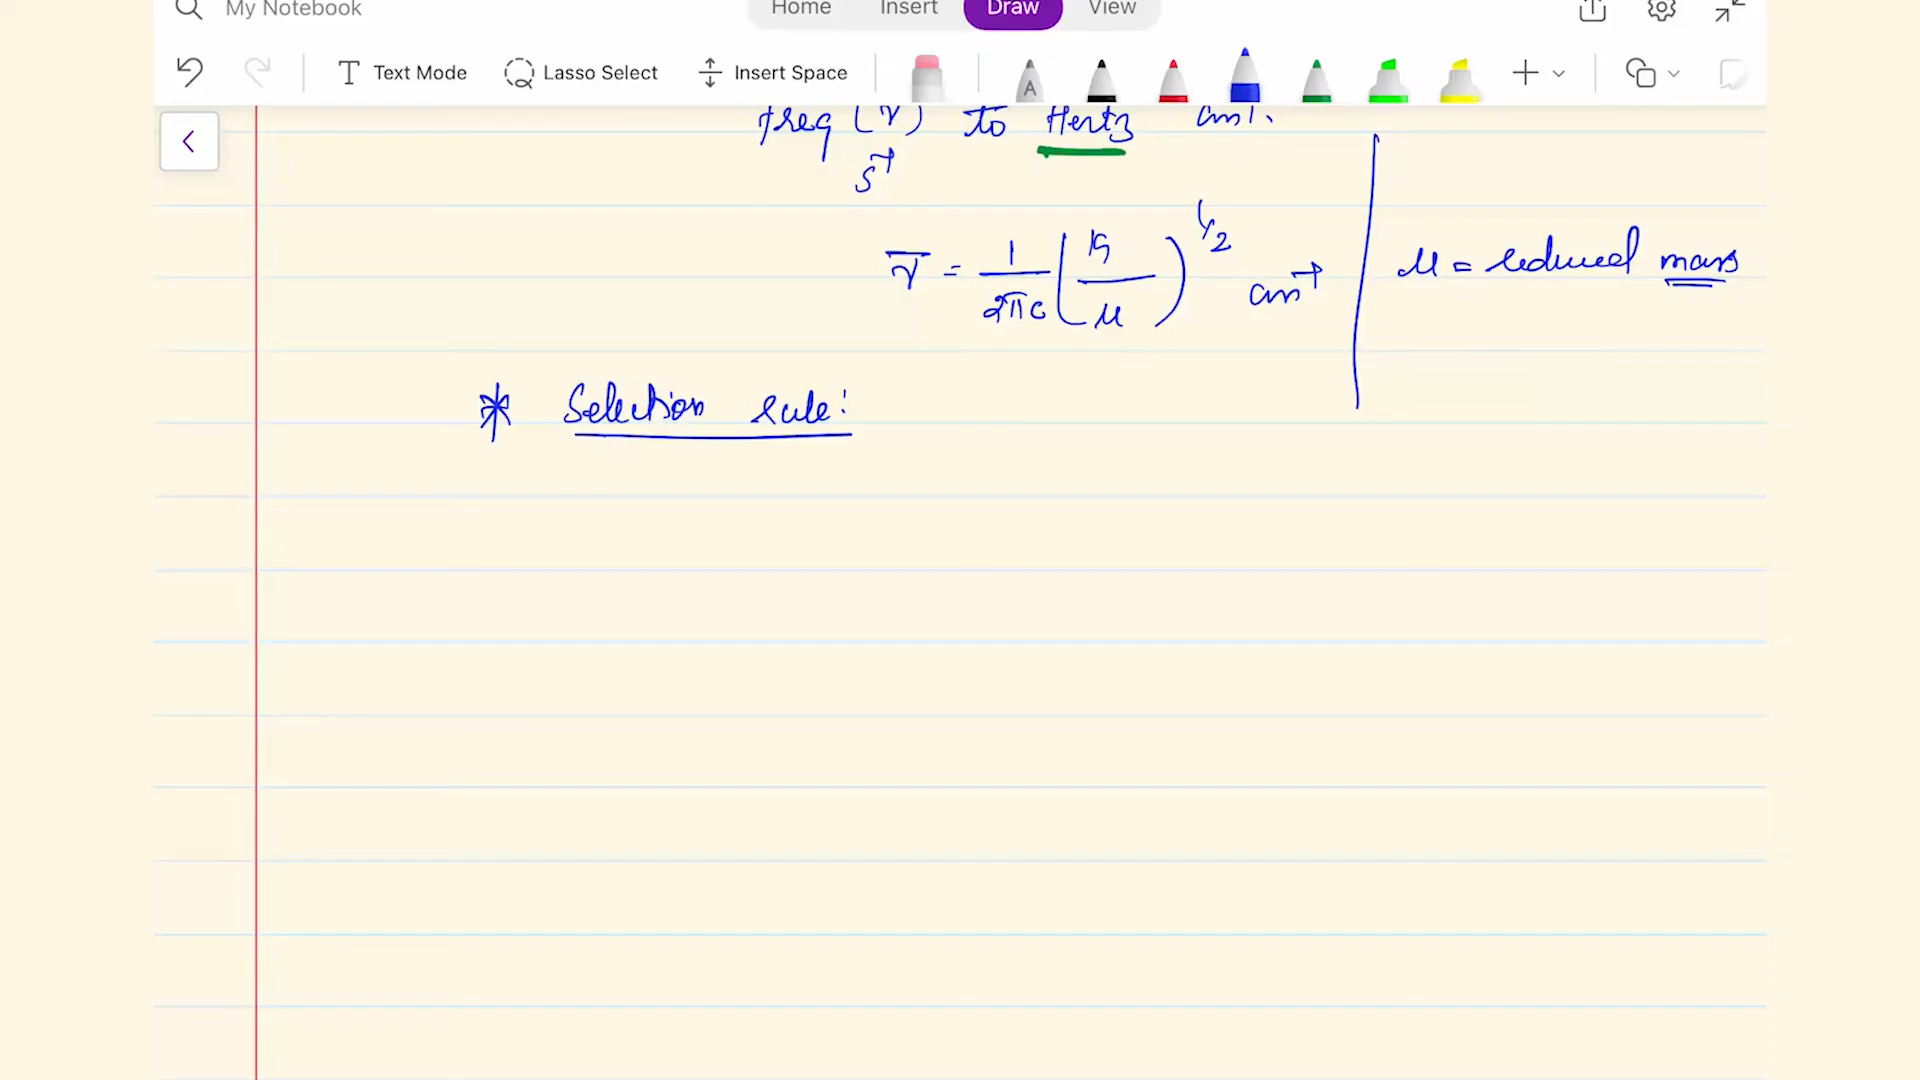 My Notebook Home Insert Draw View
Text Mode Lasso Select Insert Space A
freq (ν) to Hertz cm⁻¹.
s⁻¹
ν̅ = 1/2πc (k/μ)^1/2 cm⁻¹
μ = reduced mass
* Selection rule: